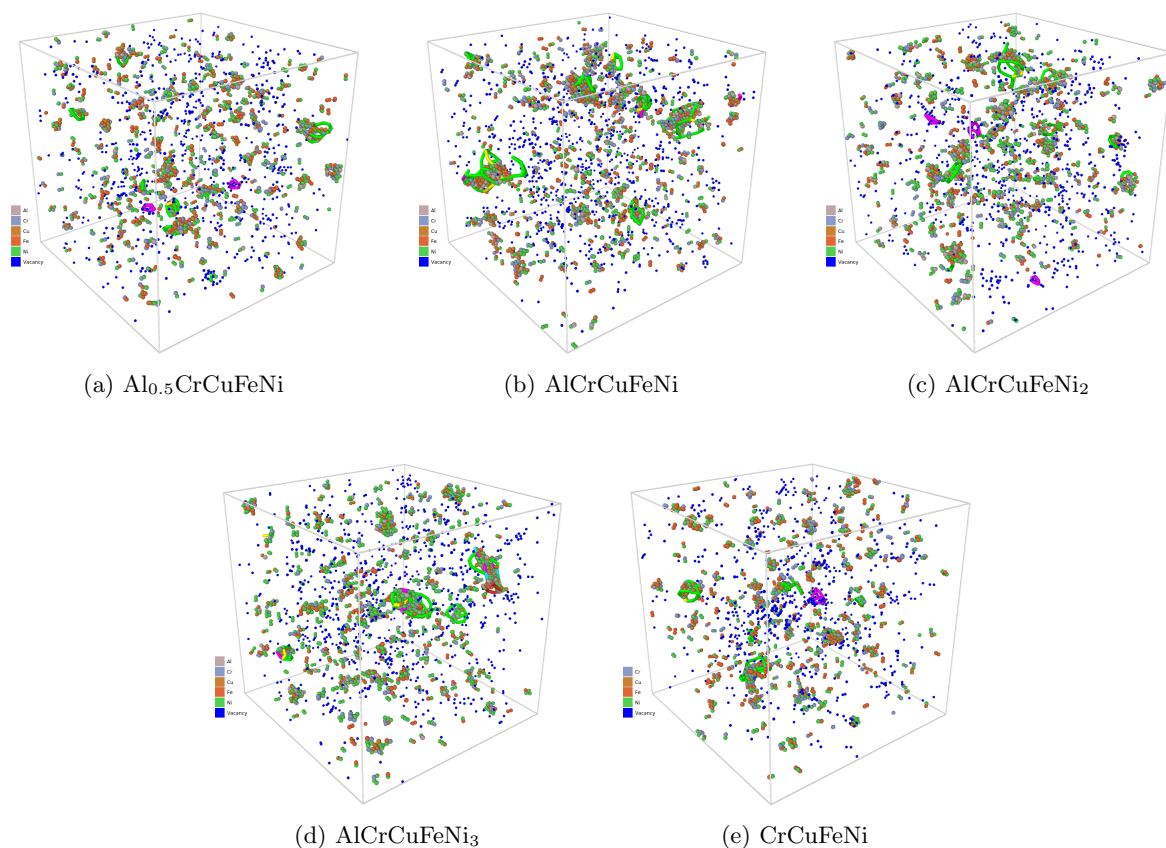 Al
Cr
Cu
Fe
Ni
Vacancy
Al
Cr
Cu
Fe
Ni
Vacancy
Al
Cr
Cu
Fe
Ni
Vacancy
(a) Al₀.₅CrCuFeNi
(b) AlCrCuFeNi
(c) AlCrCuFeNi₂
Al
Cr
Cu
Fe
Ni
Vacancy
Cr
Cu
Fe
Ni
Vacancy
(d) AlCrCuFeNi₃
(e) CrCuFeNi